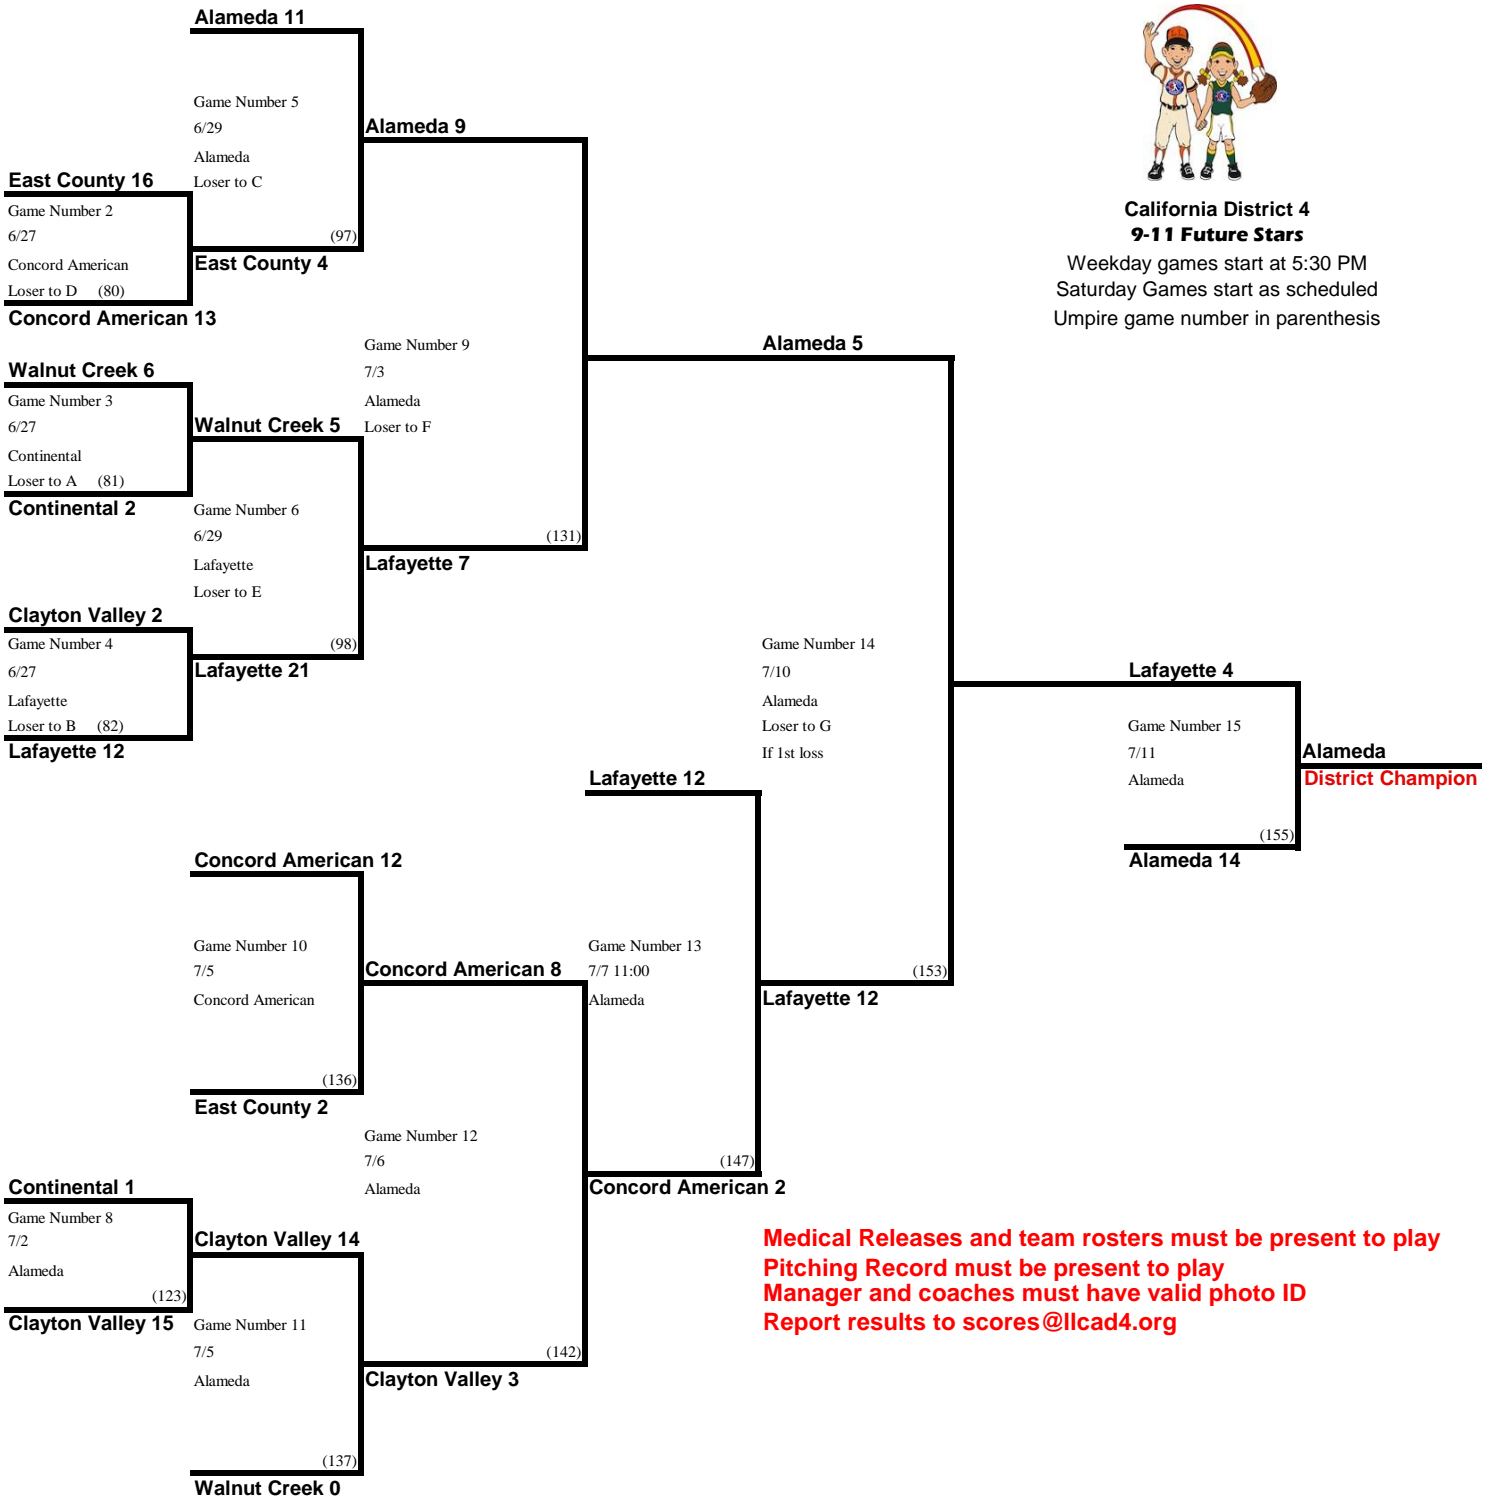 Alameda 11
Game Number 5
6/29
Alameda
Loser to C
(97)
East County 4
East County 16
Game Number 2
6/27
Concord American
Loser to D (80)
Concord American 13
Alameda 9
Game Number 9
7/3
Alameda
Loser to F
(131)
Lafayette 7
Walnut Creek 6
Game Number 3
6/27
Continental
Loser to A (81)
Continental 2
Walnut Creek 5
Game Number 6
6/29
Lafayette
Loser to E
(98)
Lafayette 21
Clayton Valley 2
Game Number 4
6/27
Lafayette
Loser to B (82)
Lafayette 12
California District 4
9-11 Future Stars
Weekday games start at 5:30 PM
Saturday Games start as scheduled
Umpire game number in parenthesis
Alameda 5
Game Number 14
7/10
Alameda
Loser to G
If 1st loss
(153)
Lafayette 12
Lafayette 4
Game Number 15
7/11
Alameda
(155)
Alameda 14
Alameda
District Champion
Lafayette 12
Game Number 13
7/7 11:00
Alameda
(147)
Concord American 2
Concord American 12
Game Number 10
7/5
Concord American
(136)
East County 2
Concord American 8
Game Number 12
7/6
Alameda
(142)
Clayton Valley 3
Continental 1
Game Number 8
7/2
Alameda
(123)
Clayton Valley 15
Clayton Valley 14
Game Number 11
7/5
Alameda
(137)
Walnut Creek 0
Medical Releases and team rosters must be present to play
Pitching Record must be present to play
Manager and coaches must have valid photo ID
Report results to scores@llcad4.org